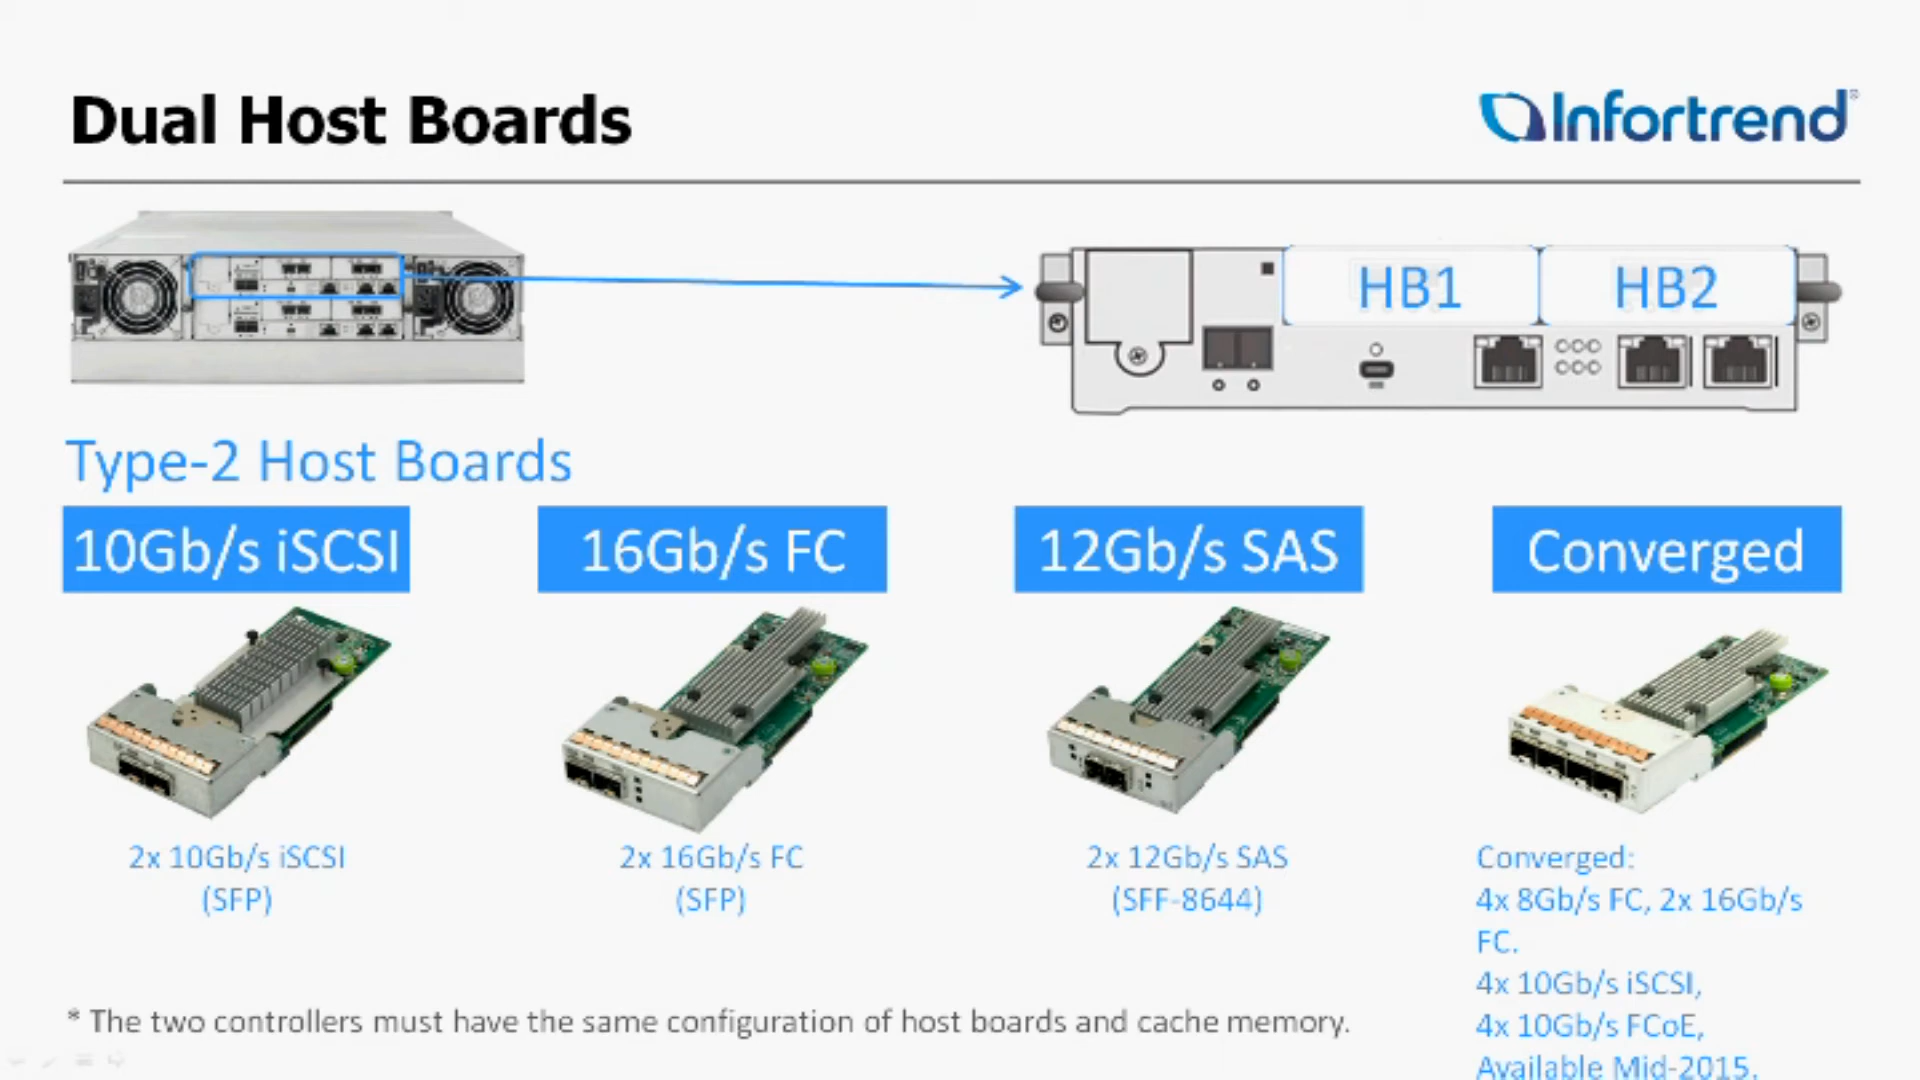 Dual Host Boards
Infortrend®
HB1
HB2
Type-2 Host Boards
10Gb/s iSCSI
16Gb/s FC
12Gb/s SAS
Converged
2x 10Gb/s iSCSI
(SFP)
2x 16Gb/s FC
(SFP)
2x 12Gb/s SAS
(SFF-8644)
Converged:
4x 8Gb/s FC, 2x 16Gb/s
FC.
4x 10Gb/s iSCSI,
4x 10Gb/s FCoE,
Available Mid-2015.
* The two controllers must have the same configuration of host boards and cache memory.